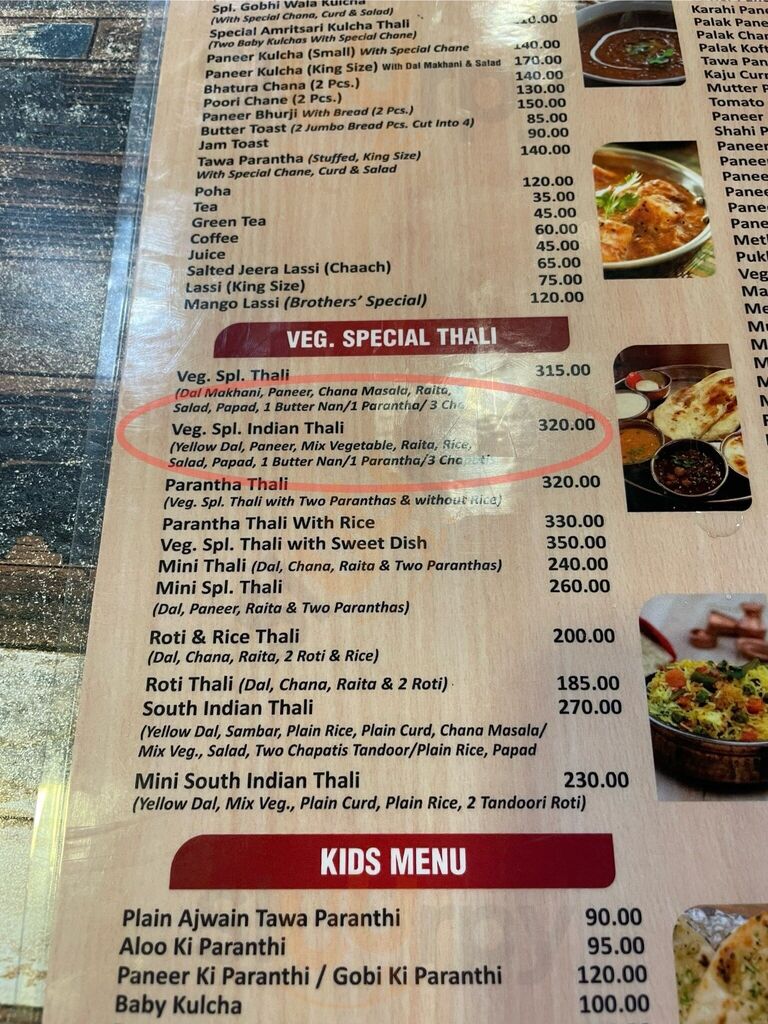 Spl. Gobhi Wala Kulcha
(With Special Chana, Curd & Salad)
Special Amritsari Kulcha Thali
(Two Baby Kulchas With Special Chane)
Paneer Kulcha (Small) With Special Chane 140.00
Paneer Kulcha (King Size) With Dal Makhani & Salad 170.00
Bhatura Chana (2 Pcs.) 140.00
Poori Chane (2 Pcs.) 130.00
Paneer Bhurji With Bread (2 Pcs.) 150.00
Butter Toast (2 Jumbo Bread Pcs. Cut Into 4) 85.00
Jam Toast 90.00
Tawa Parantha (Stuffed, King Size) 140.00
With Special Chane, Curd & Salad
Poha 120.00
Tea 35.00
Green Tea 45.00
Coffee 60.00
Juice 45.00
Salted Jeera Lassi (Chaach) 65.00
Lassi (King Size) 75.00
Mango Lassi (Brothers' Special) 120.00
VEG. SPECIAL THALI
Veg. Spl. Thali 315.00
(Dal Makhani, Paneer, Chana Masala, Raita,
Salad, Papad, 1 Butter Nan/1 Parantha/ 3
Veg. Spl. Indian Thali 320.00
(Yellow Dal, Paneer, Mix Vegetable, Raita, Rice,
Salad, Papad, 1 Butter Nan/1 Parantha/3 Chapatis
Parantha Thali 320.00
(Veg. Spl. Thali with Two Paranthas & without Rice)
Parantha Thali With Rice 330.00
Veg. Spl. Thali with Sweet Dish 350.00
Mini Thali (Dal, Chana, Raita & Two Paranthas) 240.00
Mini Spl. Thali 260.00
(Dal, Paneer, Raita & Two Paranthas)
Roti & Rice Thali 200.00
(Dal, Chana, Raita, 2 Roti & Rice)
Roti Thali (Dal, Chana, Raita & 2 Roti) 185.00
South Indian Thali 270.00
(Yellow Dal, Sambar, Plain Rice, Plain Curd, Chana Masala/
Mix Veg., Salad, Two Chapatis Tandoor/Plain Rice, Papad
Mini South Indian Thali 230.00
(Yellow Dal, Mix Veg., Plain Curd, Plain Rice, 2 Tandoori Roti)
KIDS MENU
Plain Ajwain Tawa Paranthi 90.00
Aloo Ki Paranthi 95.00
Paneer Ki Paranthi / Gobi Ki Paranthi 120.00
Baby Kulcha 100.00
Karahi
Palak
Palak
Palak
Tawa
Kaju
Mutter
Tomato
Paneer
Shahi